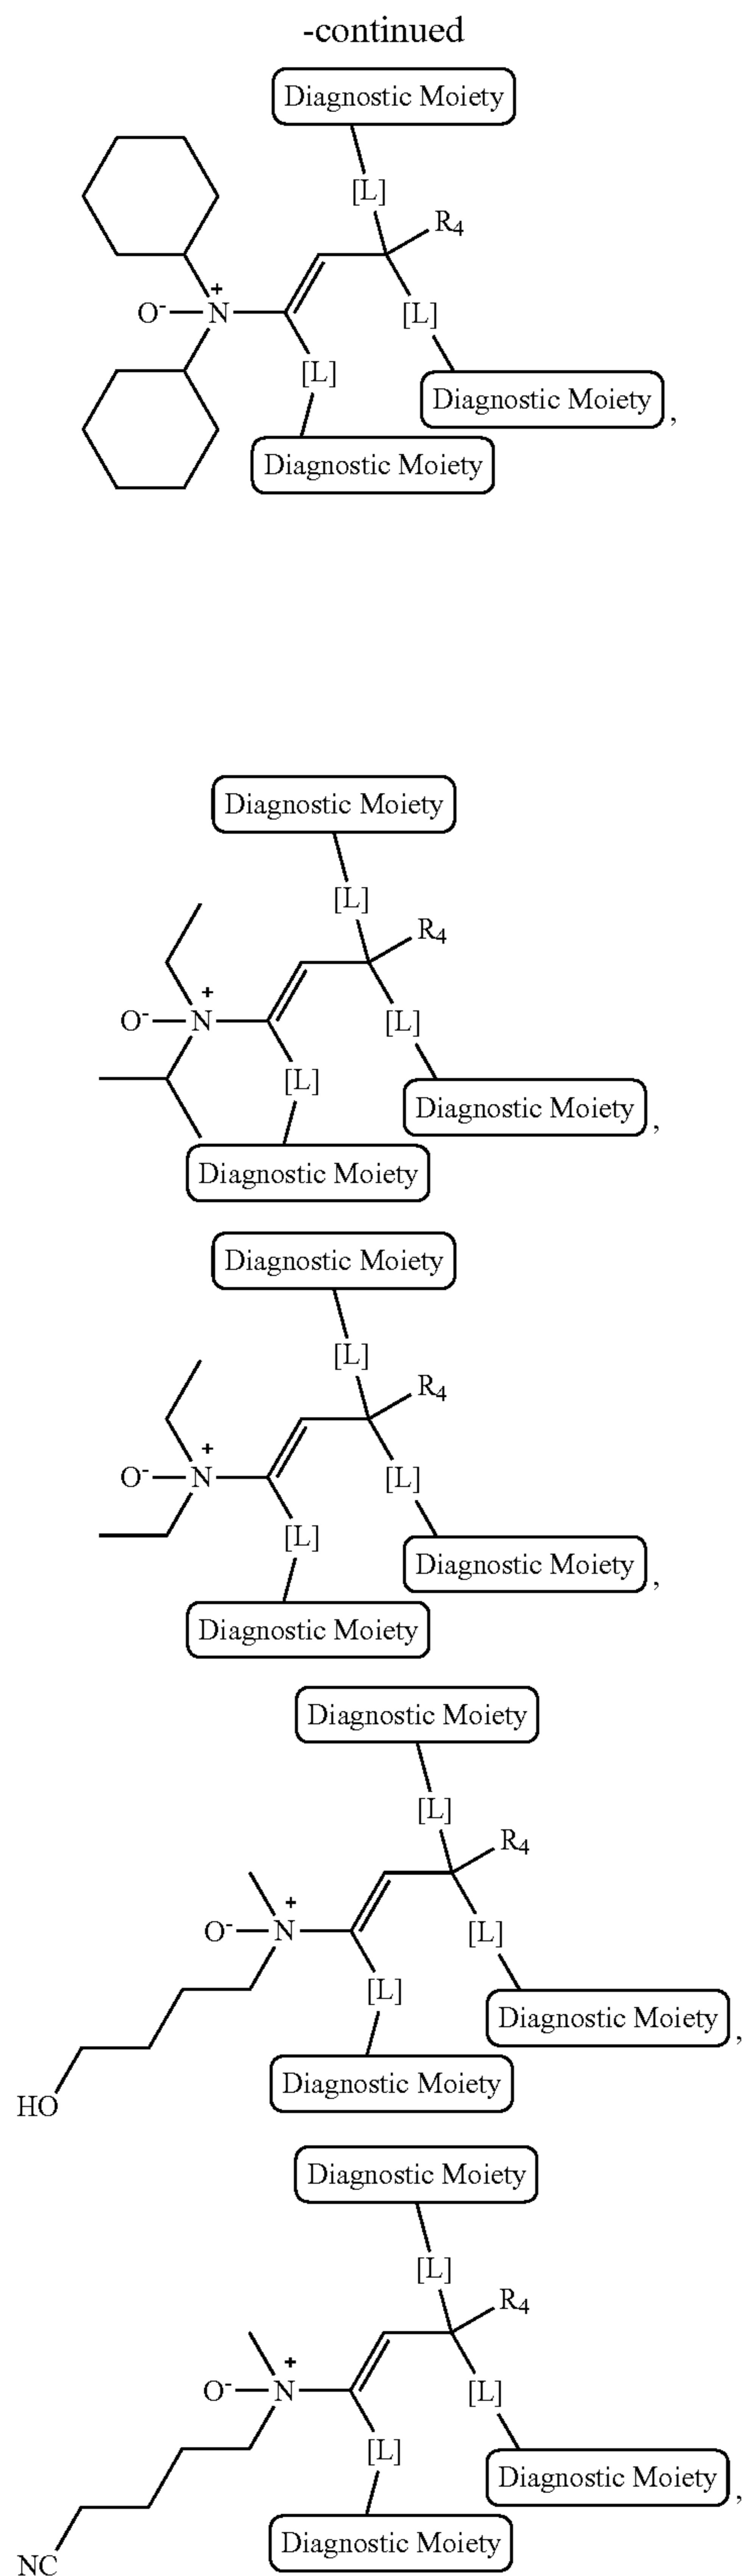 -continued
Diagnostic Moiety
[L]
R4
+
O- N [L]
[L]
Diagnostic Moiety ,
Diagnostic Moiety
Diagnostic Moiety
[L]
R4
+
O- N [L]
[L]
Diagnostic Moiety ,
Diagnostic Moiety
Diagnostic Moiety
[L]
R4
+
O- N [L]
[L]
Diagnostic Moiety ,
Diagnostic Moiety
Diagnostic Moiety
[L]
R4
+
O- N [L]
[L]
Diagnostic Moiety ,
Diagnostic Moiety
HO
Diagnostic Moiety
[L]
R4
+
O- N [L]
[L]
Diagnostic Moiety ,
Diagnostic Moiety
NC